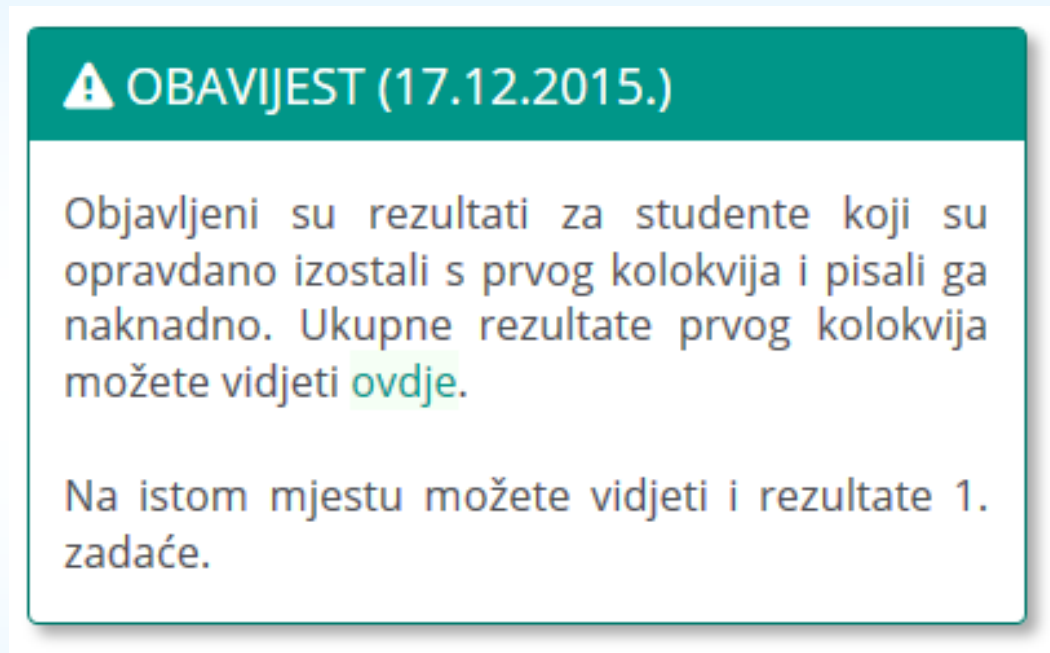 OBAVIJEST (17.12.2015.)
Objavljeni su rezultati za studente koji su
opravdano izostali s prvog kolokvija i pisali ga
naknadno. Ukupne rezultate prvog kolokvija
možete vidjeti ovdje.
Na istom mjestu možete vidjeti i rezultate 1.
zadaće.